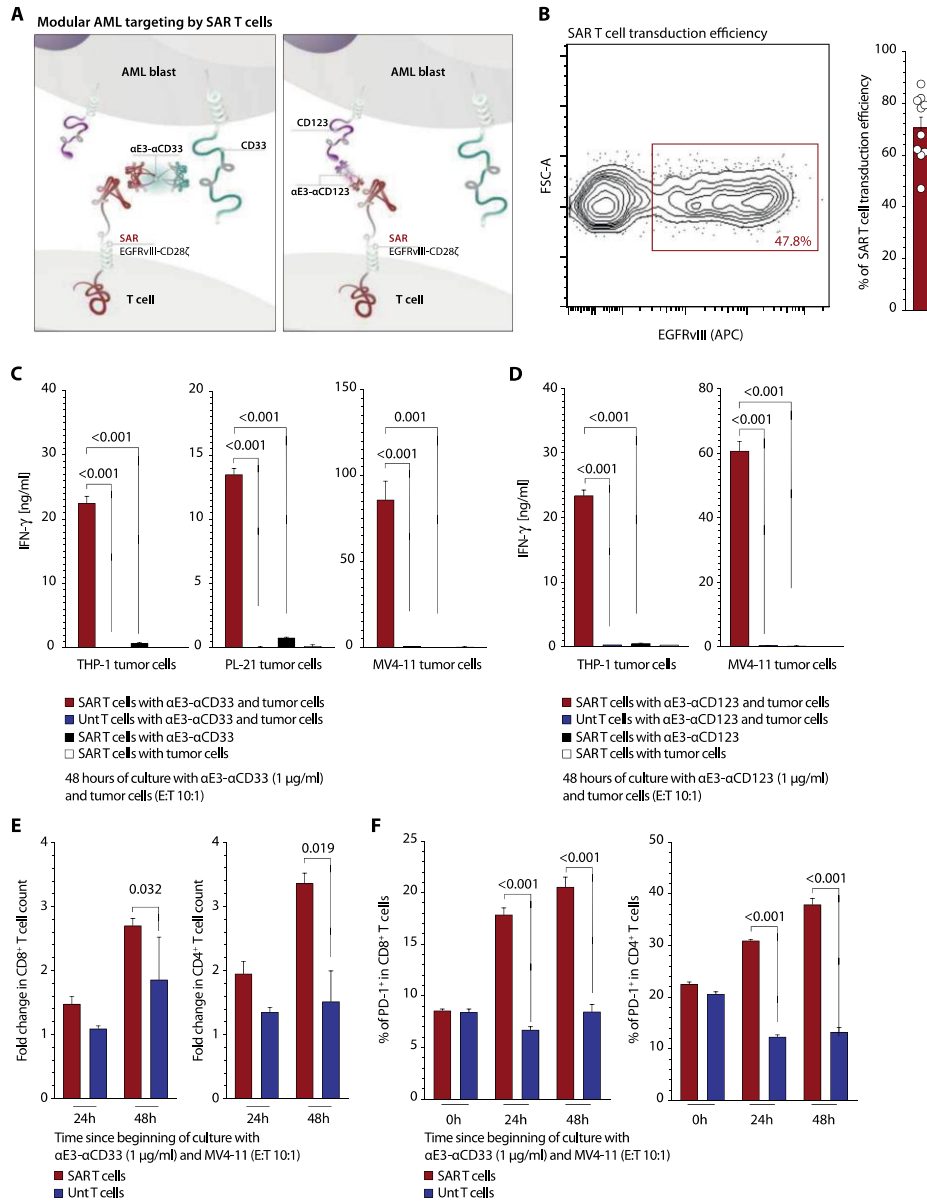 A
Modular AML targeting by SAR T cells
AML blast
αE3-αCD33
CD33
SAR
EGFRvIII-CD28ζ
T cell
AML blast
CD123
αE3-αCD123
SAR
EGFRvIII-CD28ζ
T cell
B
SAR T cell transduction efficiency
FSC-A
47.8%
EGFRvIII (APC)
% of SAR T cell transduction efficiency
100
80
60
40
20
0
C
IFN-γ [ng/ml]
40
30
20
10
0
<0.001
<0.001
THP-1 tumor cells
20
15
10
5
0
<0.001
<0.001
PL-21 tumor cells
150
100
50
0
0.001
<0.001
MV4-11 tumor cells
SAR T cells with αE3-αCD33 and tumor cells
Unt T cells with αE3-αCD33 and tumor cells
SAR T cells with αE3-αCD33
SAR T cells with tumor cells
48 hours of culture with αE3-αCD33 (1 μg/ml)
and tumor cells (E:T 10:1)
D
IFN-γ [ng/ml]
40
30
20
10
0
<0.001
<0.001
THP-1 tumor cells
80
60
40
20
0
<0.001
<0.001
MV4-11 tumor cells
SAR T cells with αE3-αCD123 and tumor cells
Unt T cells with αE3-αCD123 and tumor cells
SAR T cells with αE3-αCD123
SAR T cells with tumor cells
48 hours of culture with αE3-αCD123 (1 μg/ml)
and tumor cells (E:T 10:1)
E
Fold change in CD8⁺ T cell count
4
3
2
1
0
0.032
24h
48h
Fold change in CD4⁺ T cell count
4
3
2
1
0
0.019
24h
48h
Time since beginning of culture with
αE3-αCD33 (1 μg/ml) and MV4-11 (E:T 10:1)
SAR T cells
Unt T cells
F
% of PD-1⁺ in CD8⁺ T cells
25
20
15
10
5
0
<0.001
<0.001
0h
24h
48h
% of PD-1⁺ in CD4⁺ T cells
50
40
30
20
10
0
<0.001
<0.001
0h
24h
48h
Time since beginning of culture with
αE3-αCD33 (1 μg/ml) and MV4-11 (E:T 10:1)
SAR T cells
Unt T cells